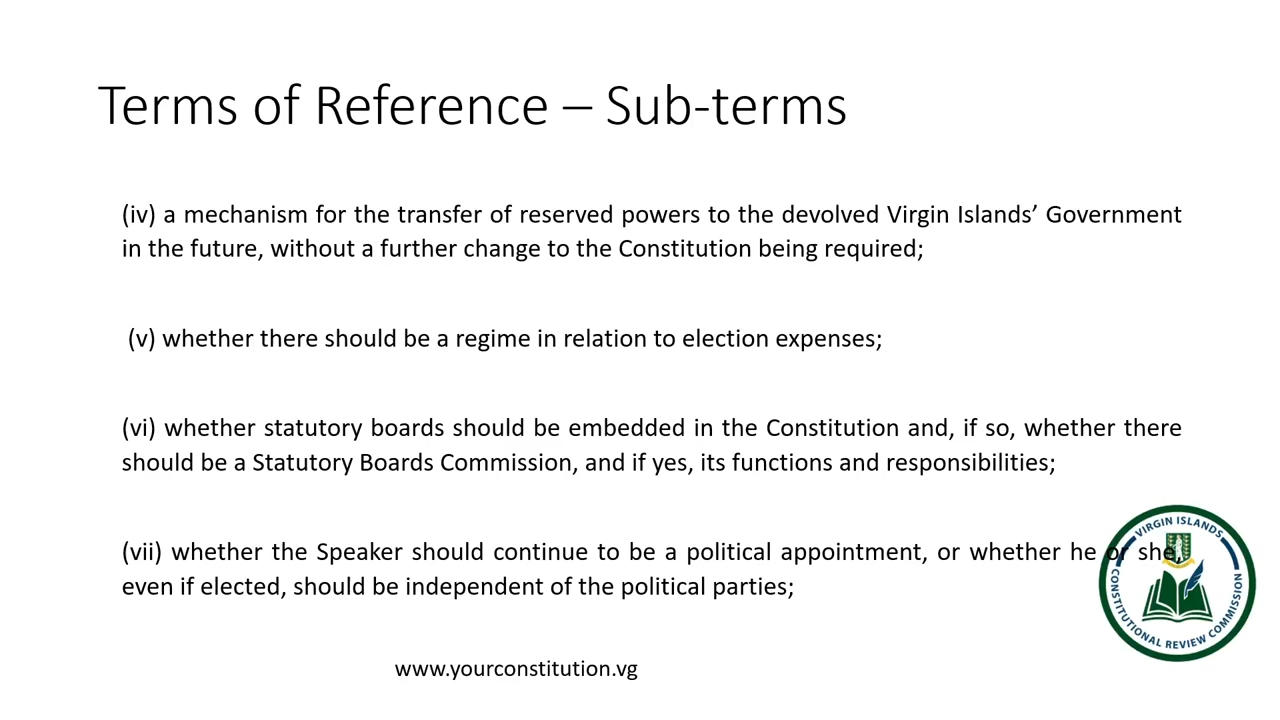 Terms of Reference – Sub-terms
(iv) a mechanism for the transfer of reserved powers to the devolved Virgin Islands’ Government
in the future, without a further change to the Constitution being required;
(v) whether there should be a regime in relation to election expenses;
(vi) whether statutory boards should be embedded in the Constitution and, if so, whether there
should be a Statutory Boards Commission, and if yes, its functions and responsibilities;
(vii) whether the Speaker should continue to be a political appointment, or whether he or she,
even if elected, should be independent of the political parties;
VIRGIN ISLANDS
CONSTITUTIONAL REVIEW COMMISSION
www.yourconstitution.vg